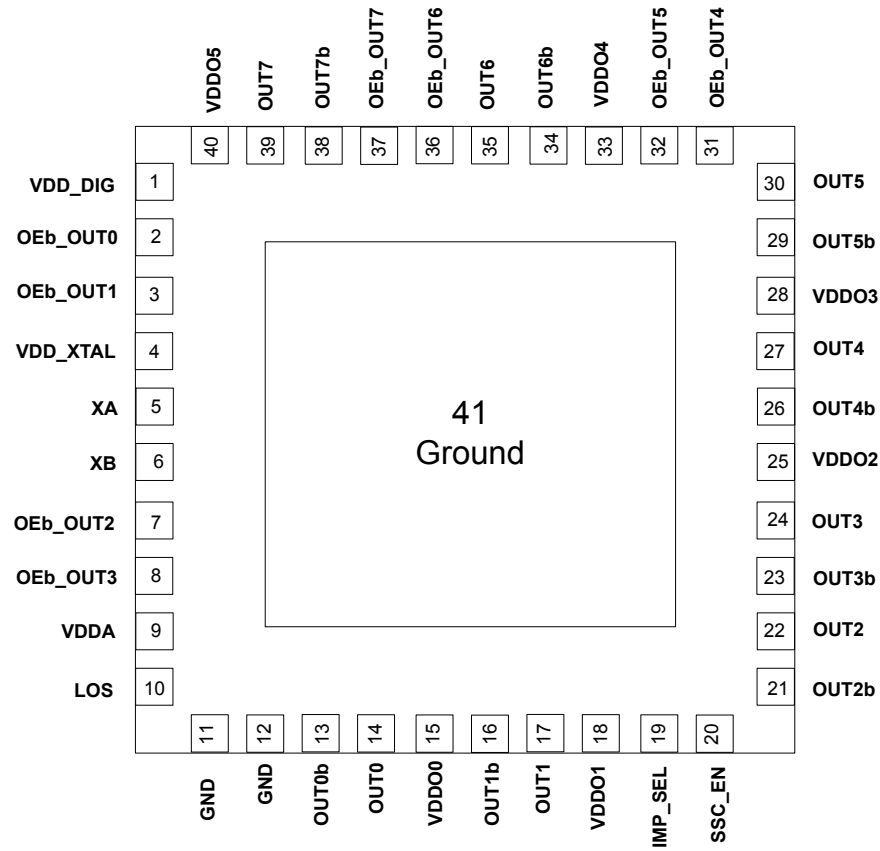 VDDO5
OUT7
OUT7b
OEb_OUT7
OEb_OUT6
OUT6
OUT6b
VDDO4
OEb_OUT5
OEb_OUT4
40
39
38
37
36
35
34
33
32
31
VDD_DIG 1
OEb_OUT0 2
OEb_OUT1 3
VDD_XTAL 4
XA 5
XB 6
OEb_OUT2 7
OEb_OUT3 8
VDDA 9
LOS 10
41
Ground
30 OUT5
29 OUT5b
28 VDDO3
27 OUT4
26 OUT4b
25 VDDO2
24 OUT3
23 OUT3b
22 OUT2
21 OUT2b
11
12
13
14
15
16
17
18
19
20
GND
GND
OUT0b
OUT0
VDDO0
OUT1b
OUT1
VDDO1
IMP_SEL
SSC_EN